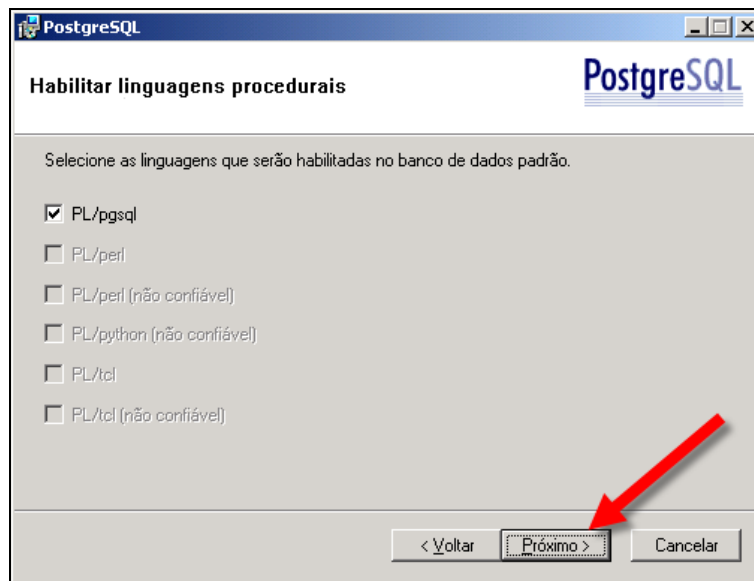 PostgreSQL
Habilitar linguagens procedurais
PostgreSQL
Selecione as linguagens que serão habilitadas no banco de dados padrão.
PL/pgsql
PL/perl
PL/perl (não confiável)
PL/python (não confiável)
PL/tcl
PL/tcl (não confiável)
< Voltar
Próximo >
Cancelar